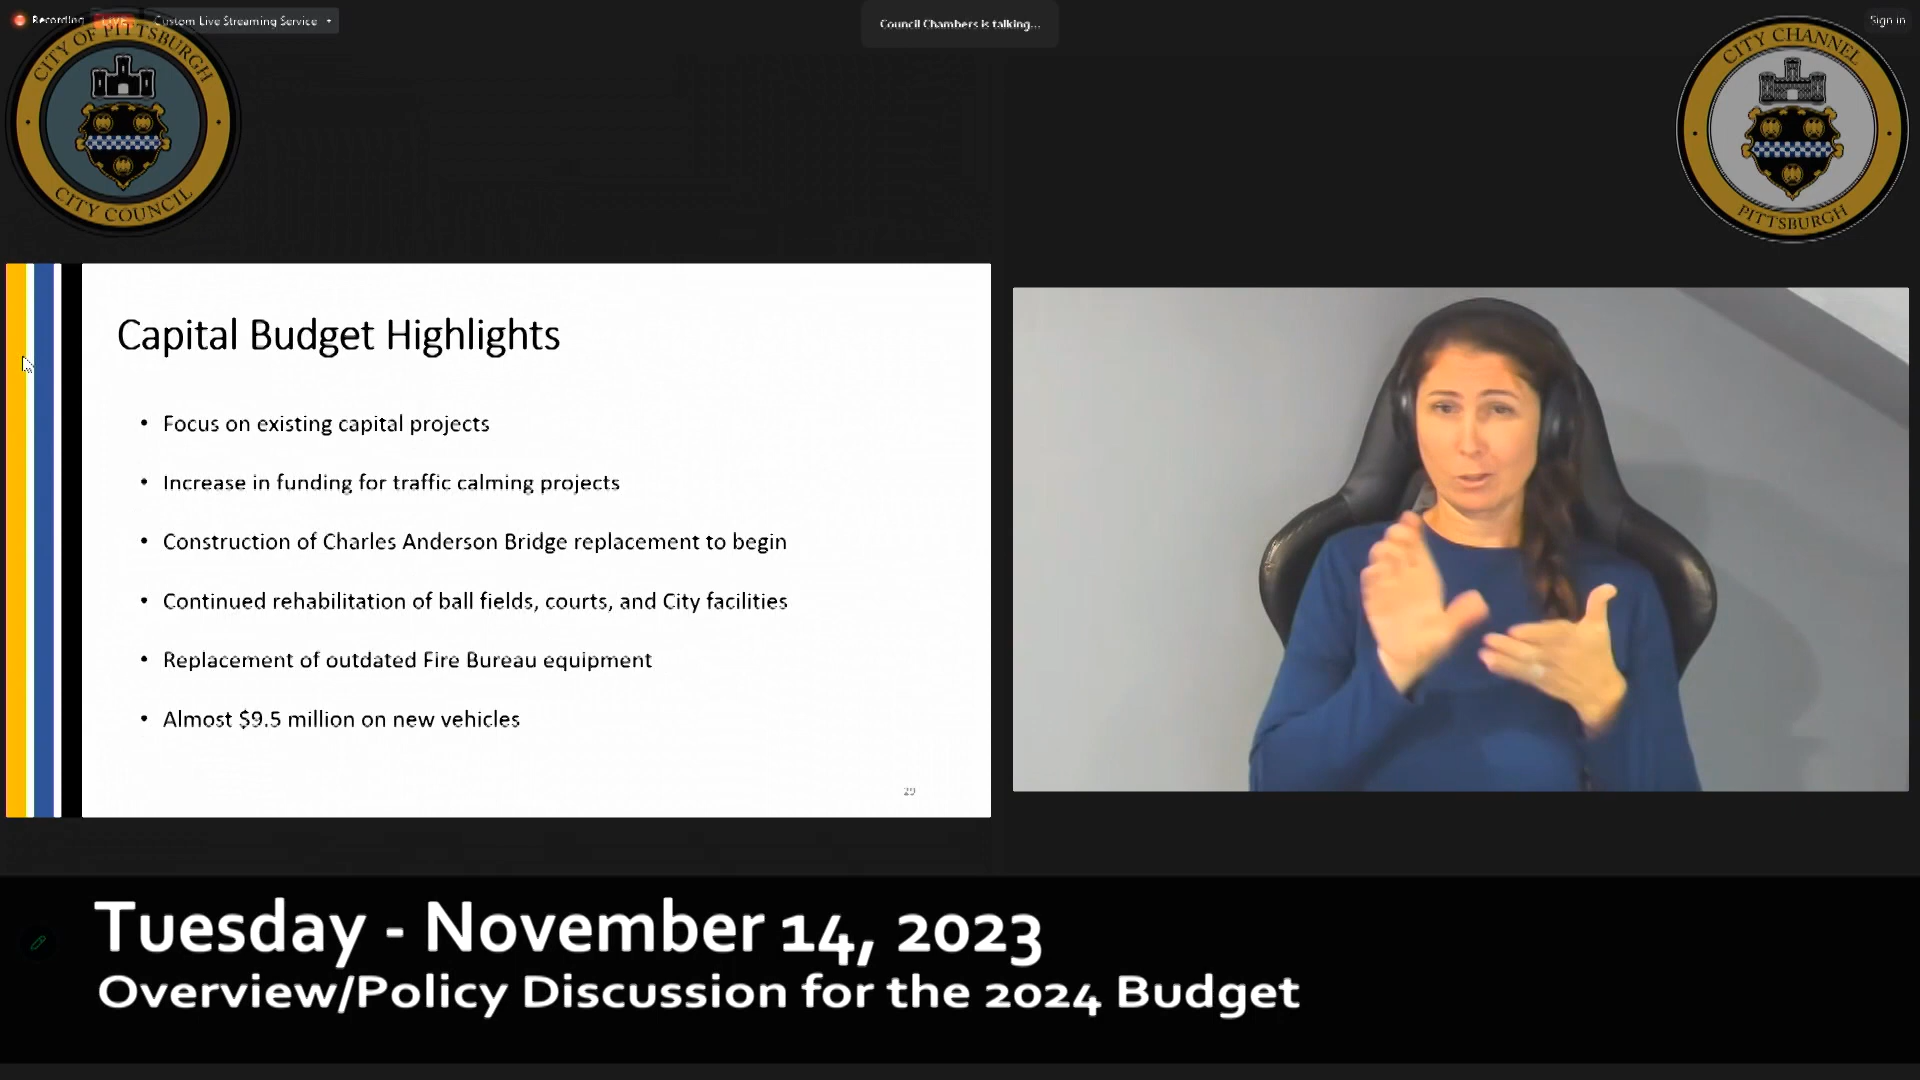 Recording
Custom Live Streaming Service
Council Chambers is talking...
Sign in
CITY OF PITTSBURGH
CITY COUNCIL
CITY CHANNEL
PITTSBURGH
Capital Budget Highlights
• Focus on existing capital projects
• Increase in funding for traffic calming projects
• Construction of Charles Anderson Bridge replacement to begin
• Continued rehabilitation of ball fields, courts, and City facilities
• Replacement of outdated Fire Bureau equipment
• Almost $9.5 million on new vehicles
29
Tuesday - November 14, 2023
Overview/Policy Discussion for the 2024 Budget